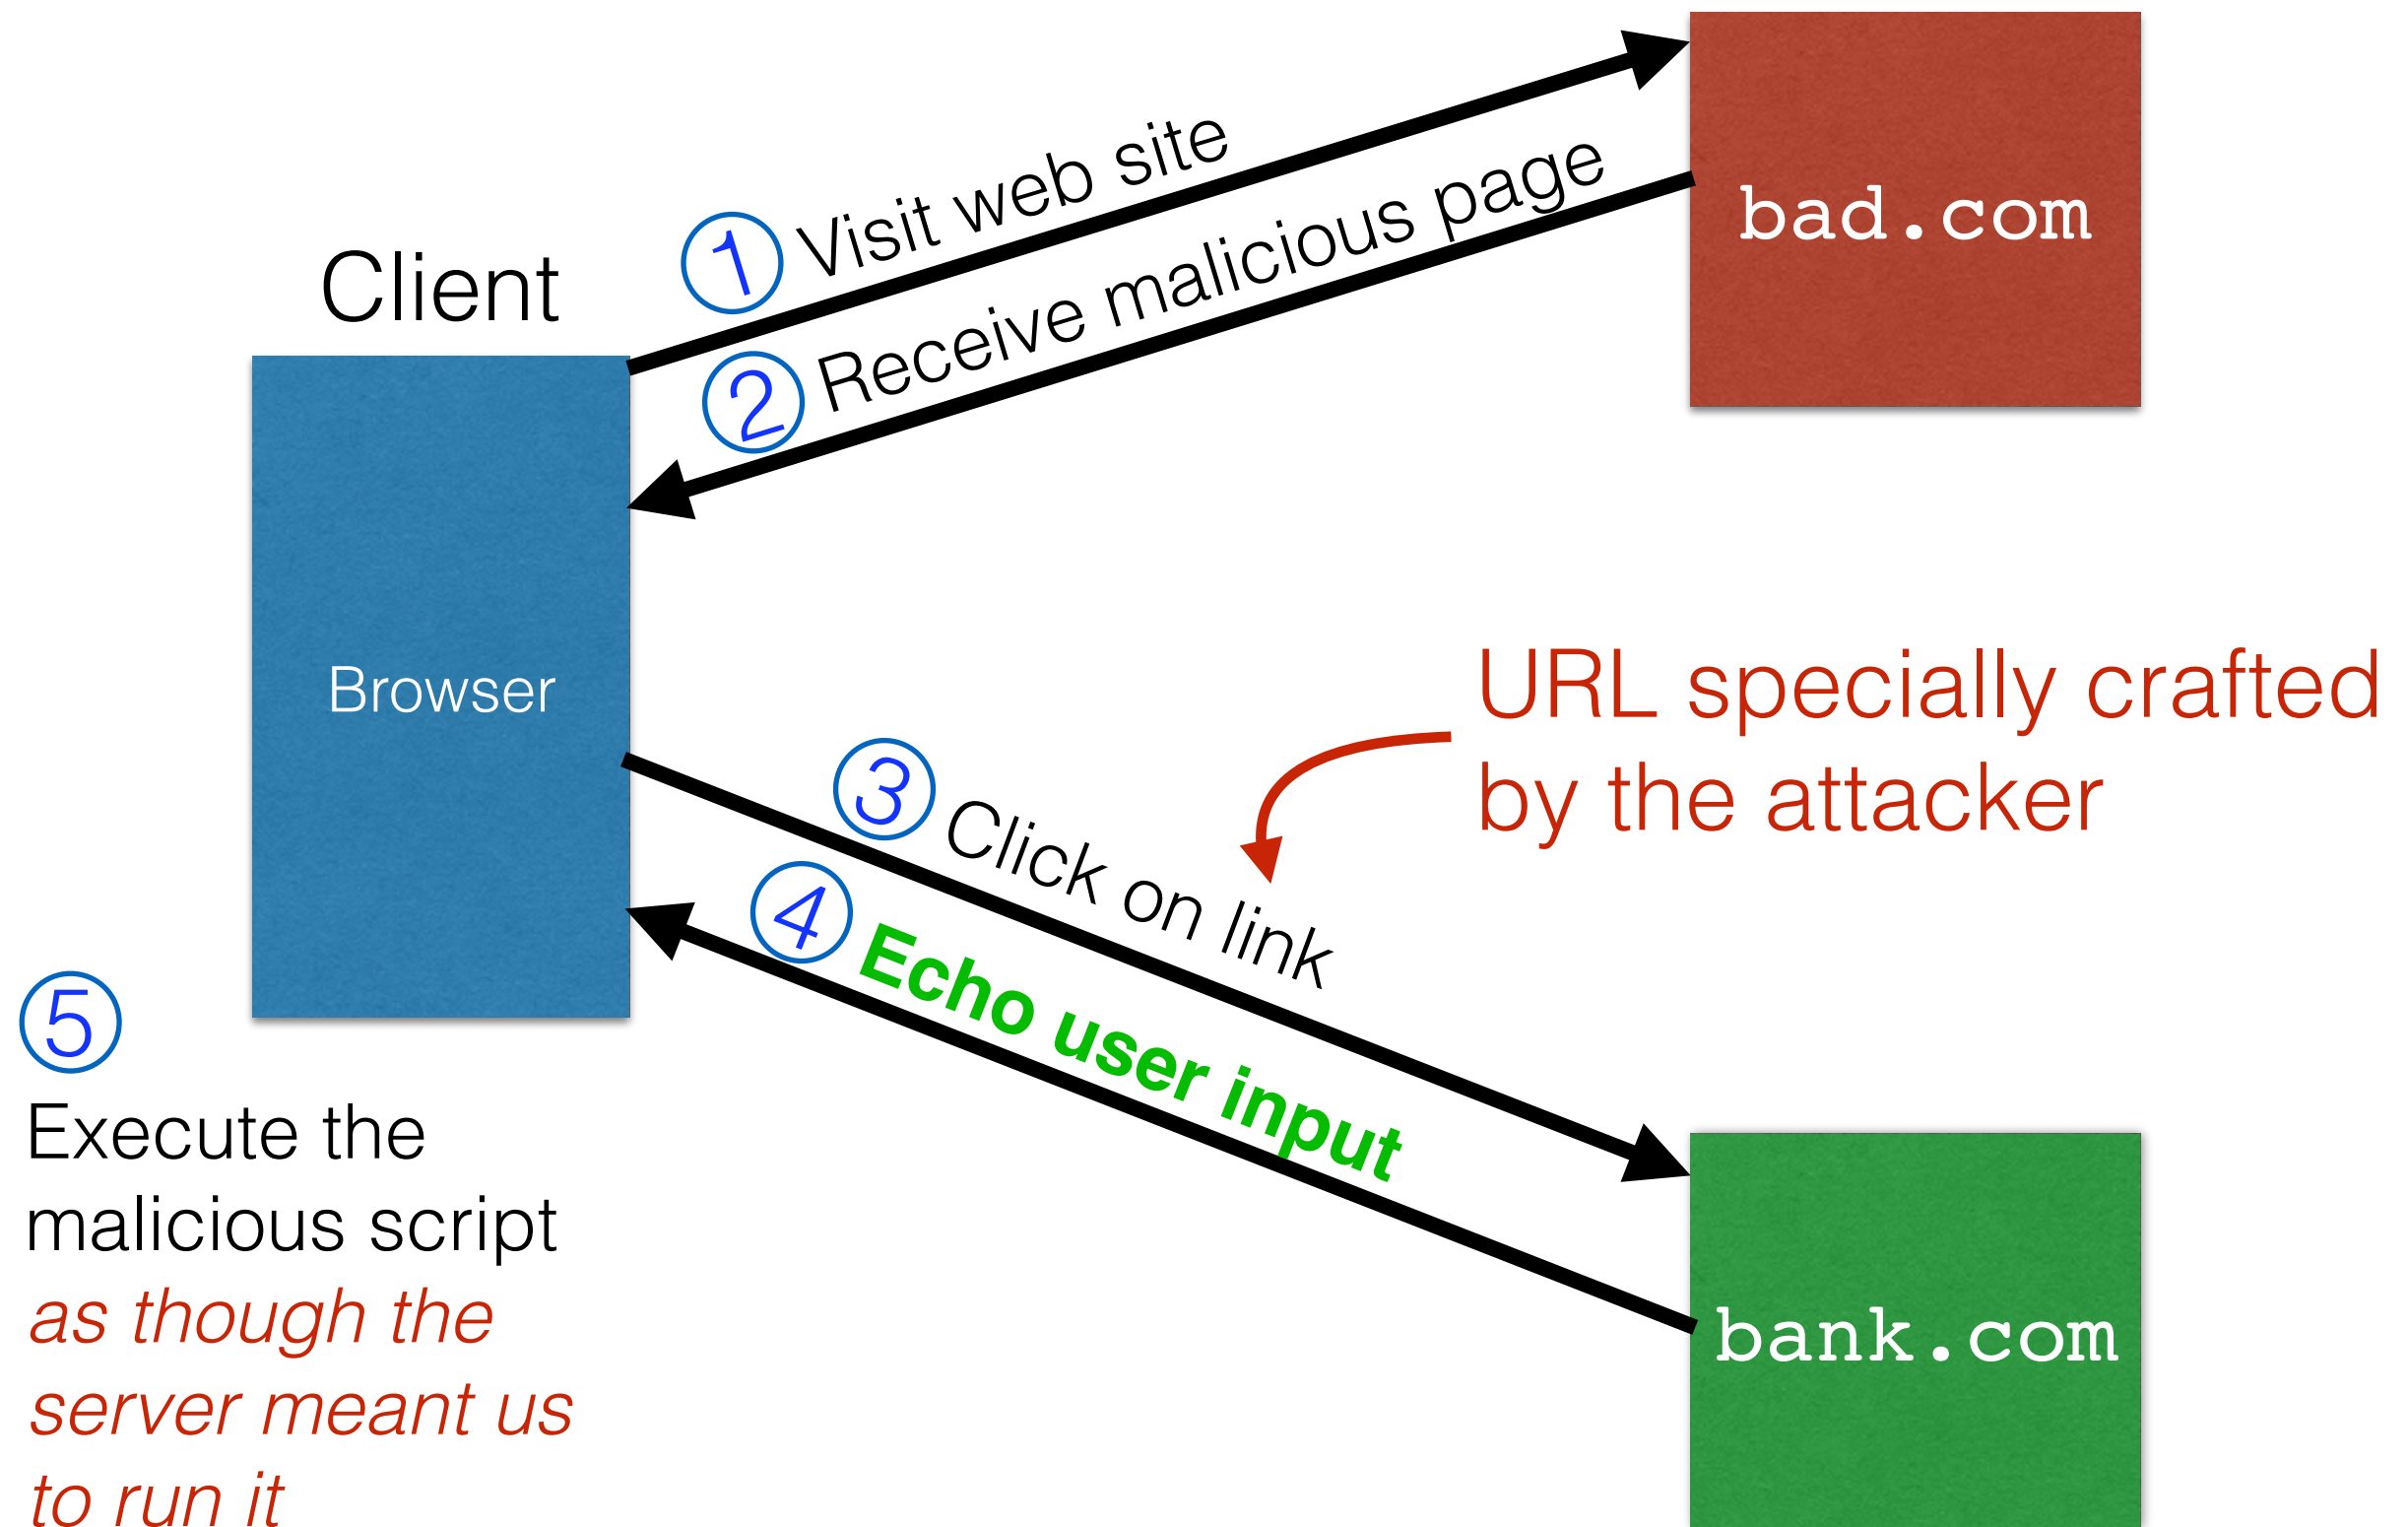 bad.com
1 Visit web site
2 Receive malicious page
Client
Browser
URL specially crafted
by the attacker
3 Click on link
4 Echo user input
5
Execute the
malicious script
as though the
server meant us
to run it
bank.com